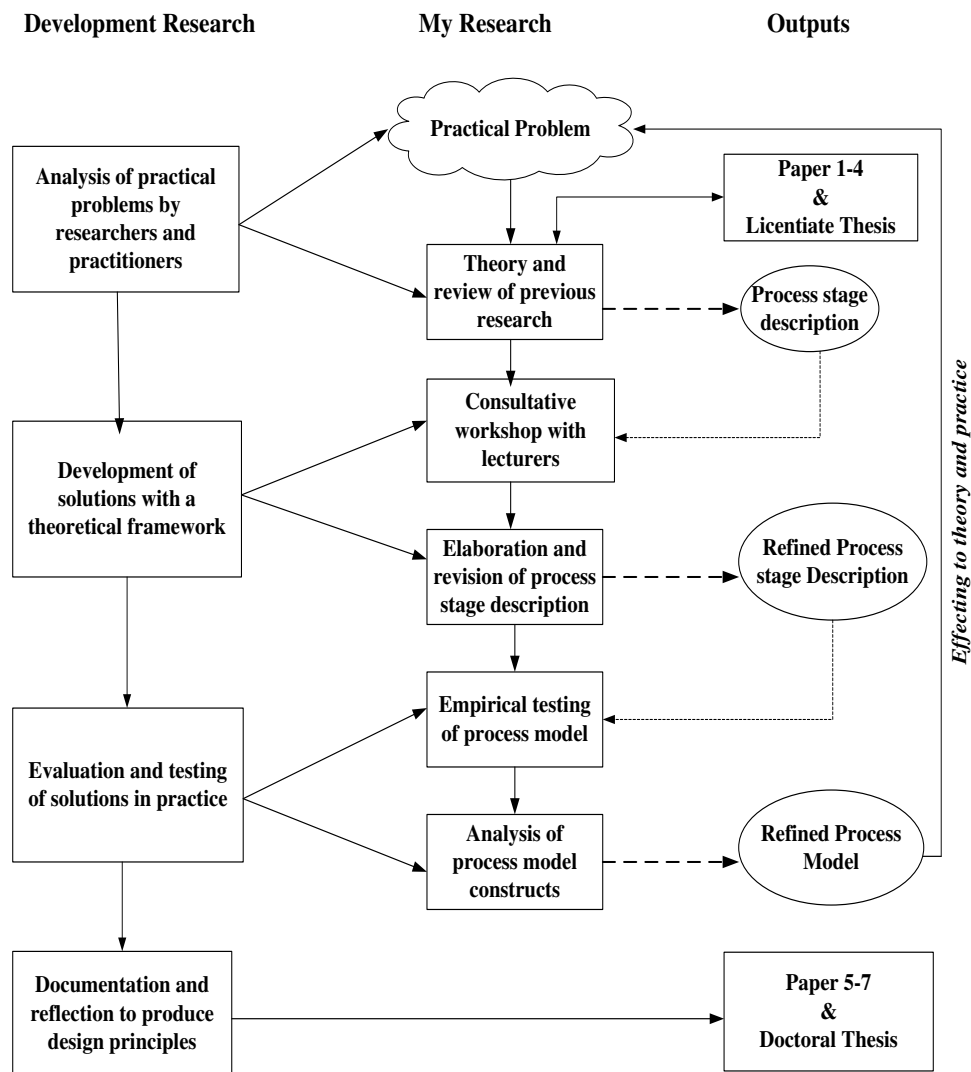 Development Research
My Research
Outputs
Practical Problem
Analysis of practical
problems by
researchers and
practitioners
Paper 1-4
&
Licentiate Thesis
Theory and
review of previous
research
Process stage
description
Consultative
workshop with
lecturers
Development of
solutions with a
theoretical framework
Elaboration and
revision of process
stage description
Refined Process
stage Description
Effecting to theory and practice
Empirical testing
of process model
Evaluation and testing
of solutions in practice
Analysis of
process model
constructs
Refined Process
Model
Documentation and
reflection to produce
design principles
Paper 5-7
&
Doctoral Thesis